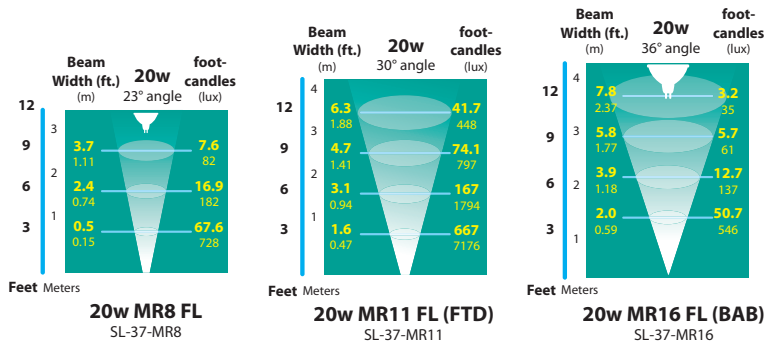 Beam
Width (ft.)
(m)
20w
23° angle
foot-
candles
(lux)
12
9
6
3
3
2
1
3.7
1.11
7.6
82
2.4
0.74
16.9
182
0.5
0.15
67.6
728
Feet Meters
20w MR8 FL
SL-37-MR8
Beam
Width (ft.)
(m)
20w
30° angle
foot-
candles
(lux)
12
9
6
3
4
3
2
1
6.3
1.88
41.7
448
4.7
1.41
74.1
797
3.1
0.94
167
1794
1.6
0.47
667
7176
Feet Meters
20w MR11 FL (FTD)
SL-37-MR11
Beam
Width (ft.)
(m)
20w
36° angle
foot-
candles
(lux)
12
9
6
3
4
3
2
1
7.8
2.37
3.2
35
5.8
1.77
5.7
61
3.9
1.18
12.7
137
2.0
0.59
50.7
546
Feet Meters
20w MR16 FL (BAB)
SL-37-MR16